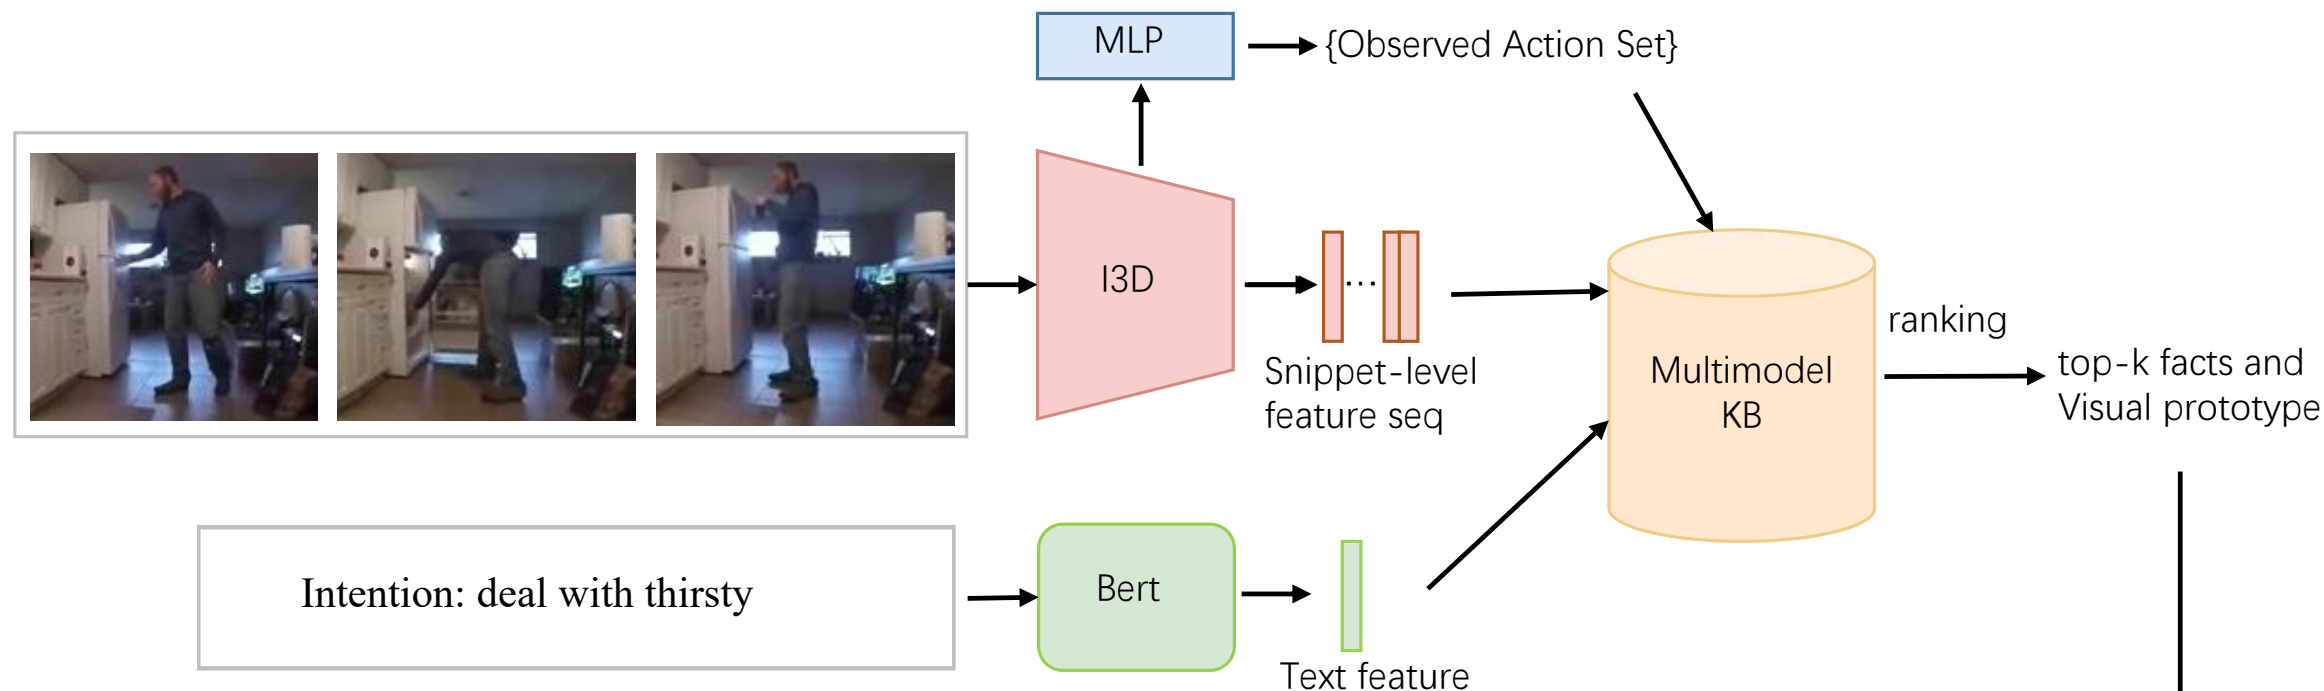 MLP
{Observed Action Set}
I3D
...
Snippet-level
feature seq
Multimodel
KB
ranking
top-k facts and
Visual prototype
Intention: deal with thirsty
Bert
Text feature